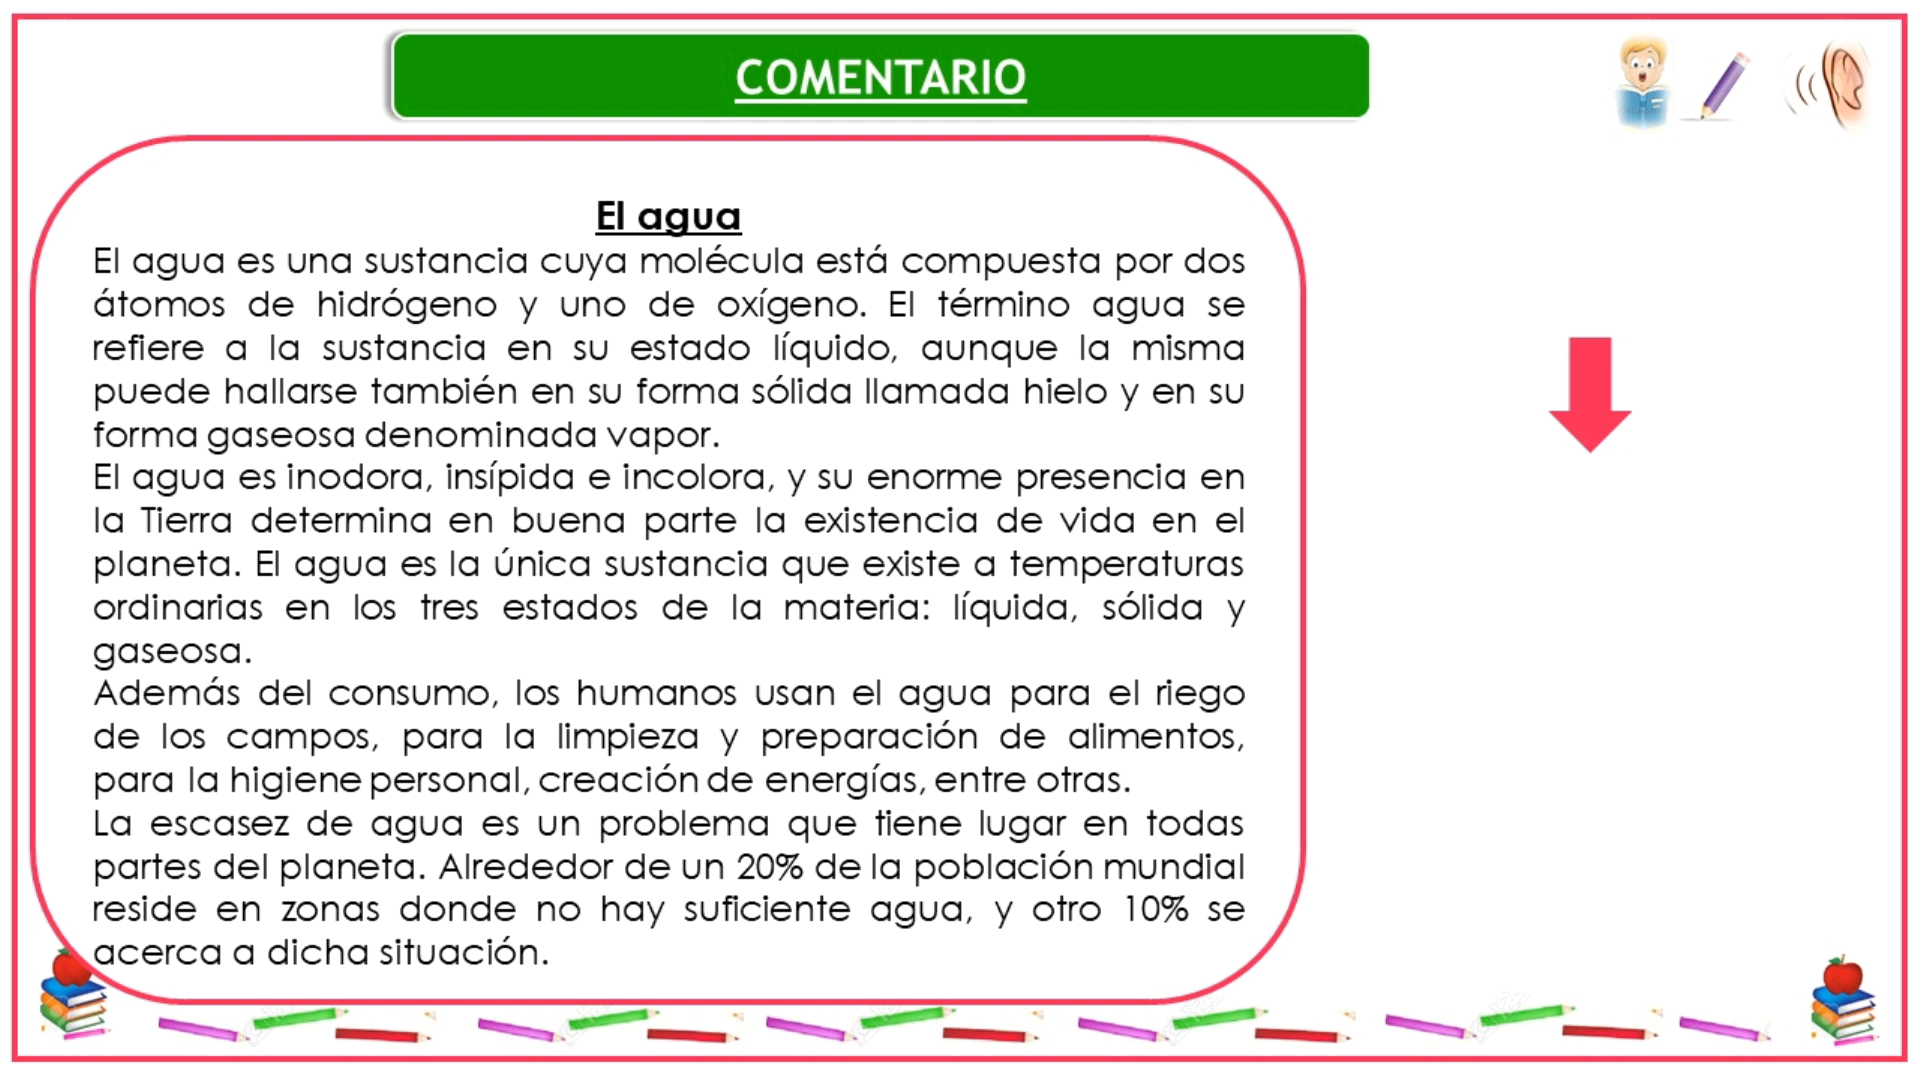 COMENTARIO
El agua
El agua es una sustancia cuya molécula está compuesta por dos
átomos de hidrógeno y uno de oxígeno. El término agua se
refiere a la sustancia en su estado líquido, aunque la misma
puede hallarse también en su forma sólida llamada hielo y en su
forma gaseosa denominada vapor.
El agua es inodora, insípida e incolora, y su enorme presencia en
la Tierra determina en buena parte la existencia de vida en el
planeta. El agua es la única sustancia que existe a temperaturas
ordinarias en los tres estados de la materia: líquida, sólida y
gaseosa.
Además del consumo, los humanos usan el agua para el riego
de los campos, para la limpieza y preparación de alimentos,
para la higiene personal, creación de energías, entre otras.
La escasez de agua es un problema que tiene lugar en todas
partes del planeta. Alrededor de un 20% de la población mundial
reside en zonas donde no hay suficiente agua, y otro 10% se
acerca a dicha situación.